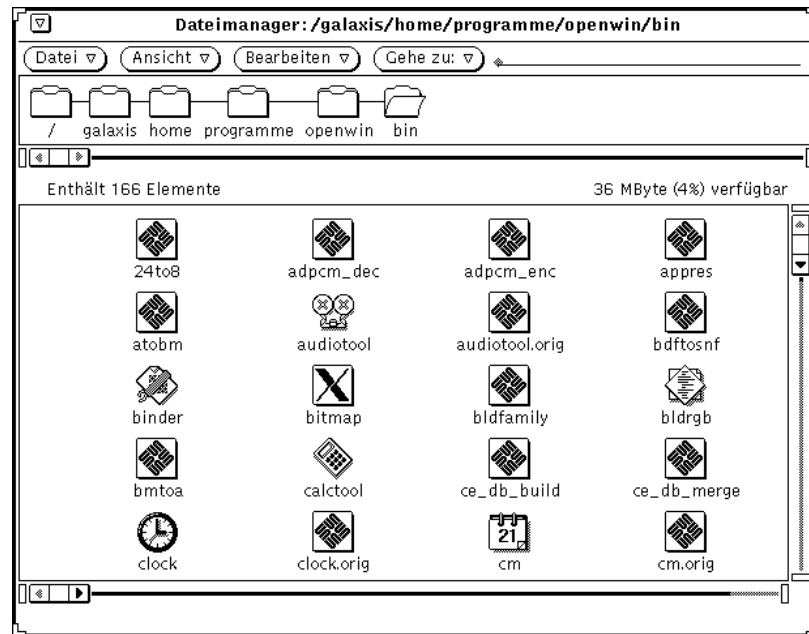 Dateimanager:/galaxis/home/programme/openwin/bin
Datei Ansicht Bearbeiten Gehe zu:
/ galaxis home programme openwin bin
Enthält 166 Elemente 36 MByte (4%) verfügbar
24to8 adpcm_dec adpcm_enc appres
atobm audiotool audiotool.orig bdftosnf
binder bitmap bldfamily bldrgb
bmtoa calctool ce_db_build ce_db_merge
21
clock clock.orig cm cm.orig